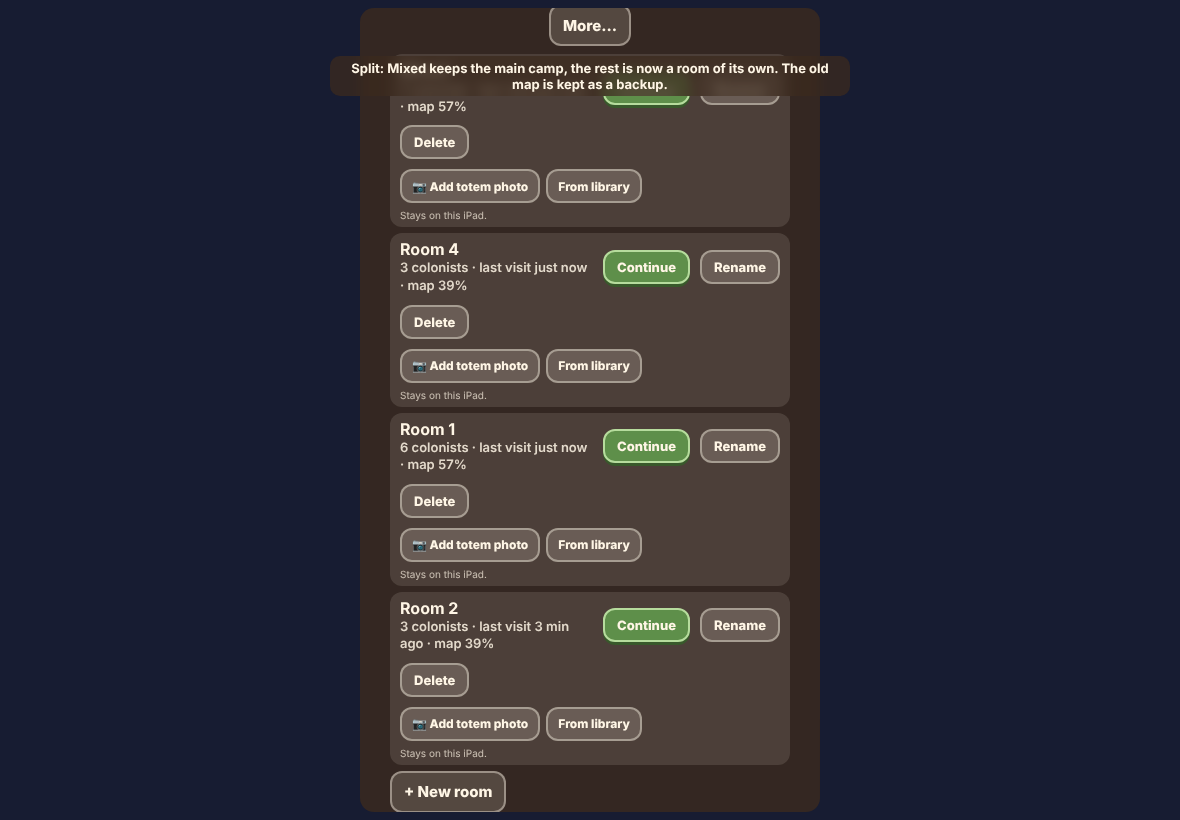 More...
Split: Mixed keeps the main camp, the rest is now a room of its own. The old
map is kept as a backup.
· map 57%
Delete
📷 Add totem photo
From library
Stays on this iPad.
Room 4
3 colonists · last visit just now
· map 39%
Continue
Rename
Delete
📷 Add totem photo
From library
Stays on this iPad.
Room 1
6 colonists · last visit just now
· map 57%
Continue
Rename
Delete
📷 Add totem photo
From library
Stays on this iPad.
Room 2
3 colonists · last visit 3 min
ago · map 39%
Continue
Rename
Delete
📷 Add totem photo
From library
Stays on this iPad.
+ New room